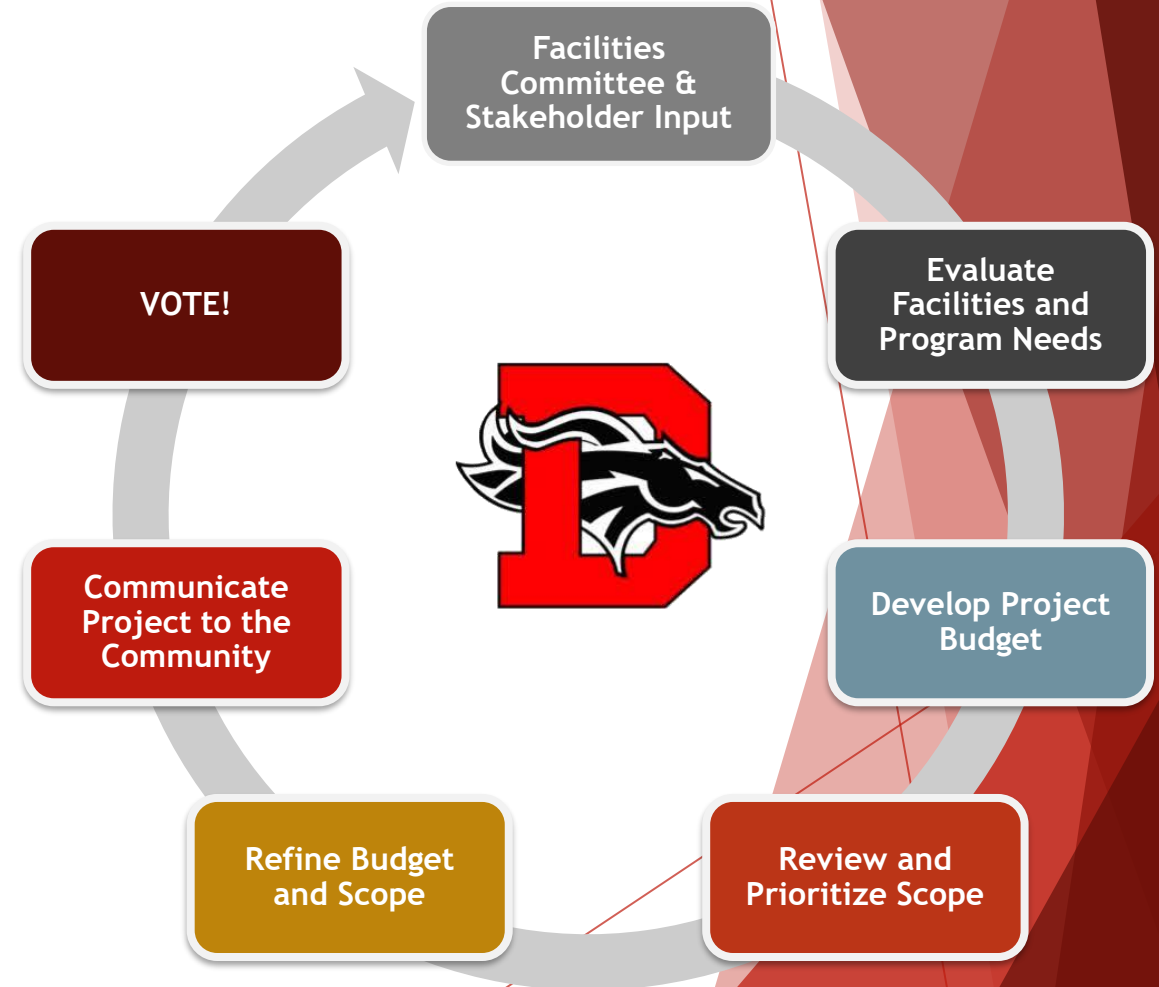 Facilities
Committee &
Stakeholder Input
Evaluate
Facilities and
Program Needs
Develop Project
Budget
Review and
Prioritize Scope
Refine Budget
and Scope
Communicate
Project to the
Community
VOTE!
D